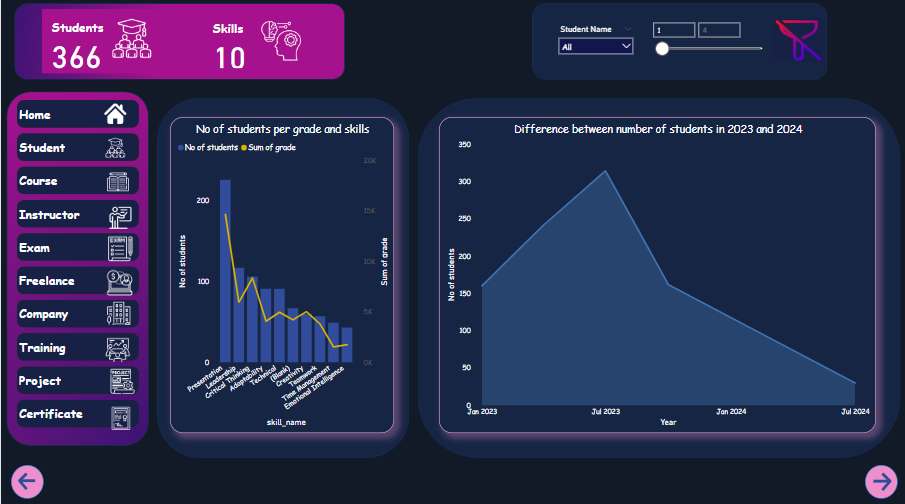 Students
366
Skills
10
Student Name
All
1
4
Home
Student
Course
Instructor
Exam
Freelance
Company
Training
Project
Certificate
No of students per grade and skills
No of students
Sum of grade
20K
15K
10K
5K
0K
200
100
0
No of students
Sum of grade
Presentation
Leadership
Critical Thinking
Adaptability
Technical
(Blank)
Creativity
Teamwork
Time Management
Emotional Intelligence
skill_name
Difference between number of students in 2023 and 2024
350
300
250
200
150
100
50
0
No of students
Jan 2023
Jul 2023
Jan 2024
Jul 2024
Year